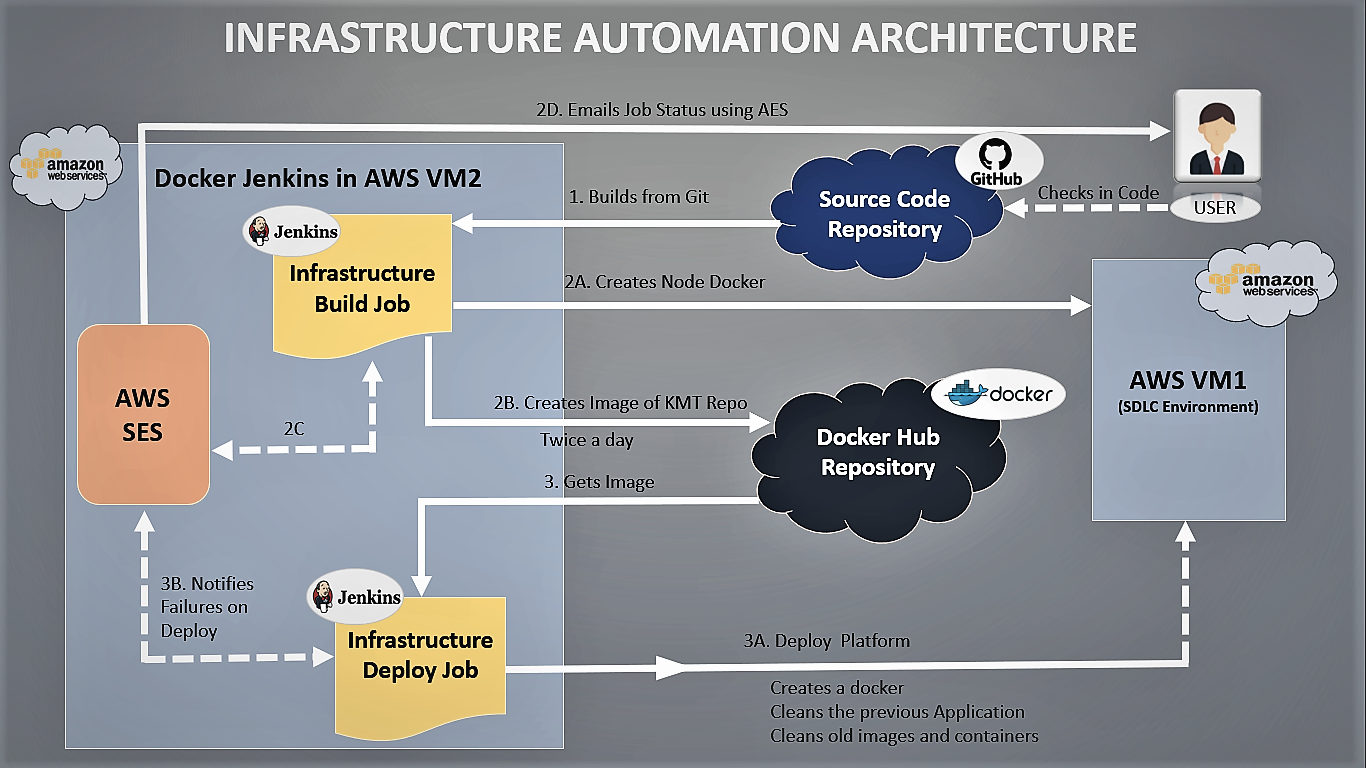 INFRASTRUCTURE AUTOMATION ARCHITECTURE
2D. Emails Job Status using AES
amazon
webservices
Docker Jenkins in AWS VM2
GitHub
Source Code
Repository
1. Builds from Git
Checks in Code
USER
Jenkins
Infrastructure
Build Job
2A. Creates Node Docker
amazon
webservices
AWS VM1
(SDLC Environment)
AWS
SES
2C
2B. Creates Image of KMT Repo
Twice a day
docker
Docker Hub
Repository
3. Gets Image
3B. Notifies
Failures on
Deploy
Jenkins
Infrastructure
Deploy Job
3A. Deploy Platform
Creates a docker
Cleans the previous Application
Cleans old images and containers